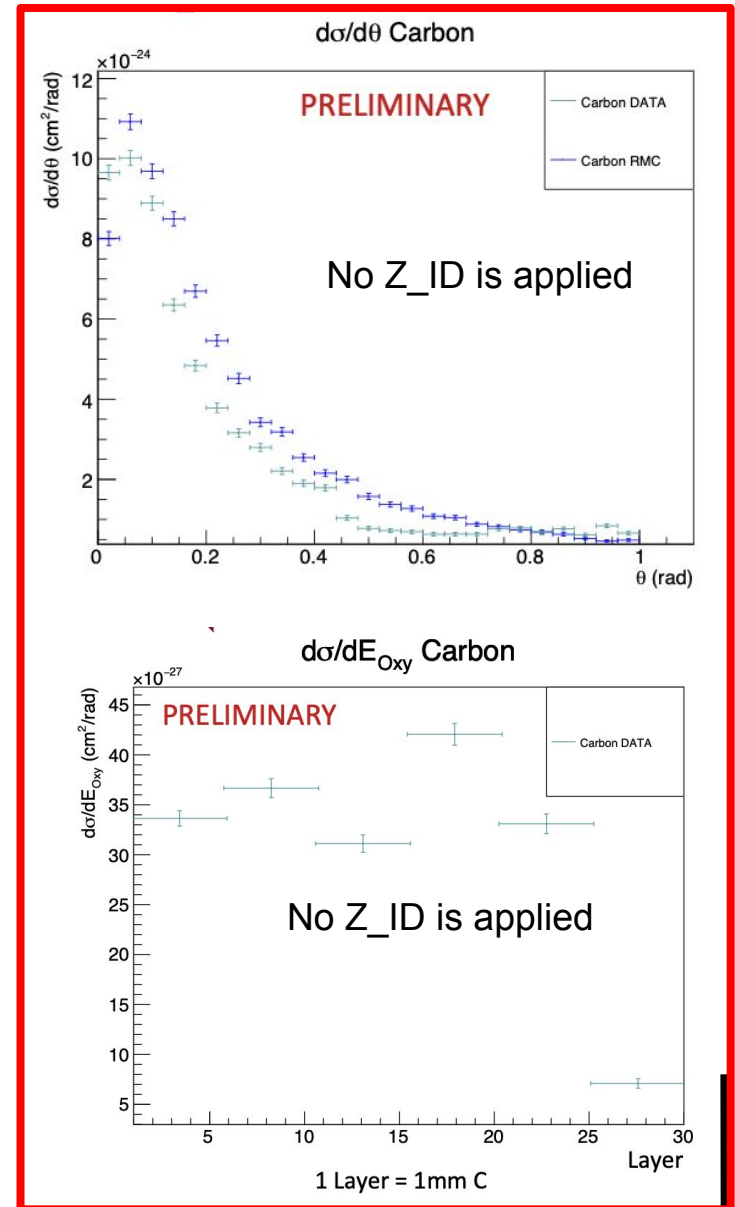 dσ/dθ Carbon
×10⁻²⁴
dσ/dθ (cm²/rad)
PRELIMINARY
Carbon DATA
Carbon RMC
No Z_ID is applied
12
10
8
6
4
2
0 0.2 0.4 0.6 0.8 1
θ (rad)
dσ/dE_Oxy Carbon
×10⁻²⁷
dσ/dE_Oxy (cm²/rad)
PRELIMINARY
Carbon DATA
No Z_ID is applied
45
40
35
30
25
20
15
10
5
5 10 15 20 25 30
Layer
1 Layer = 1mm C